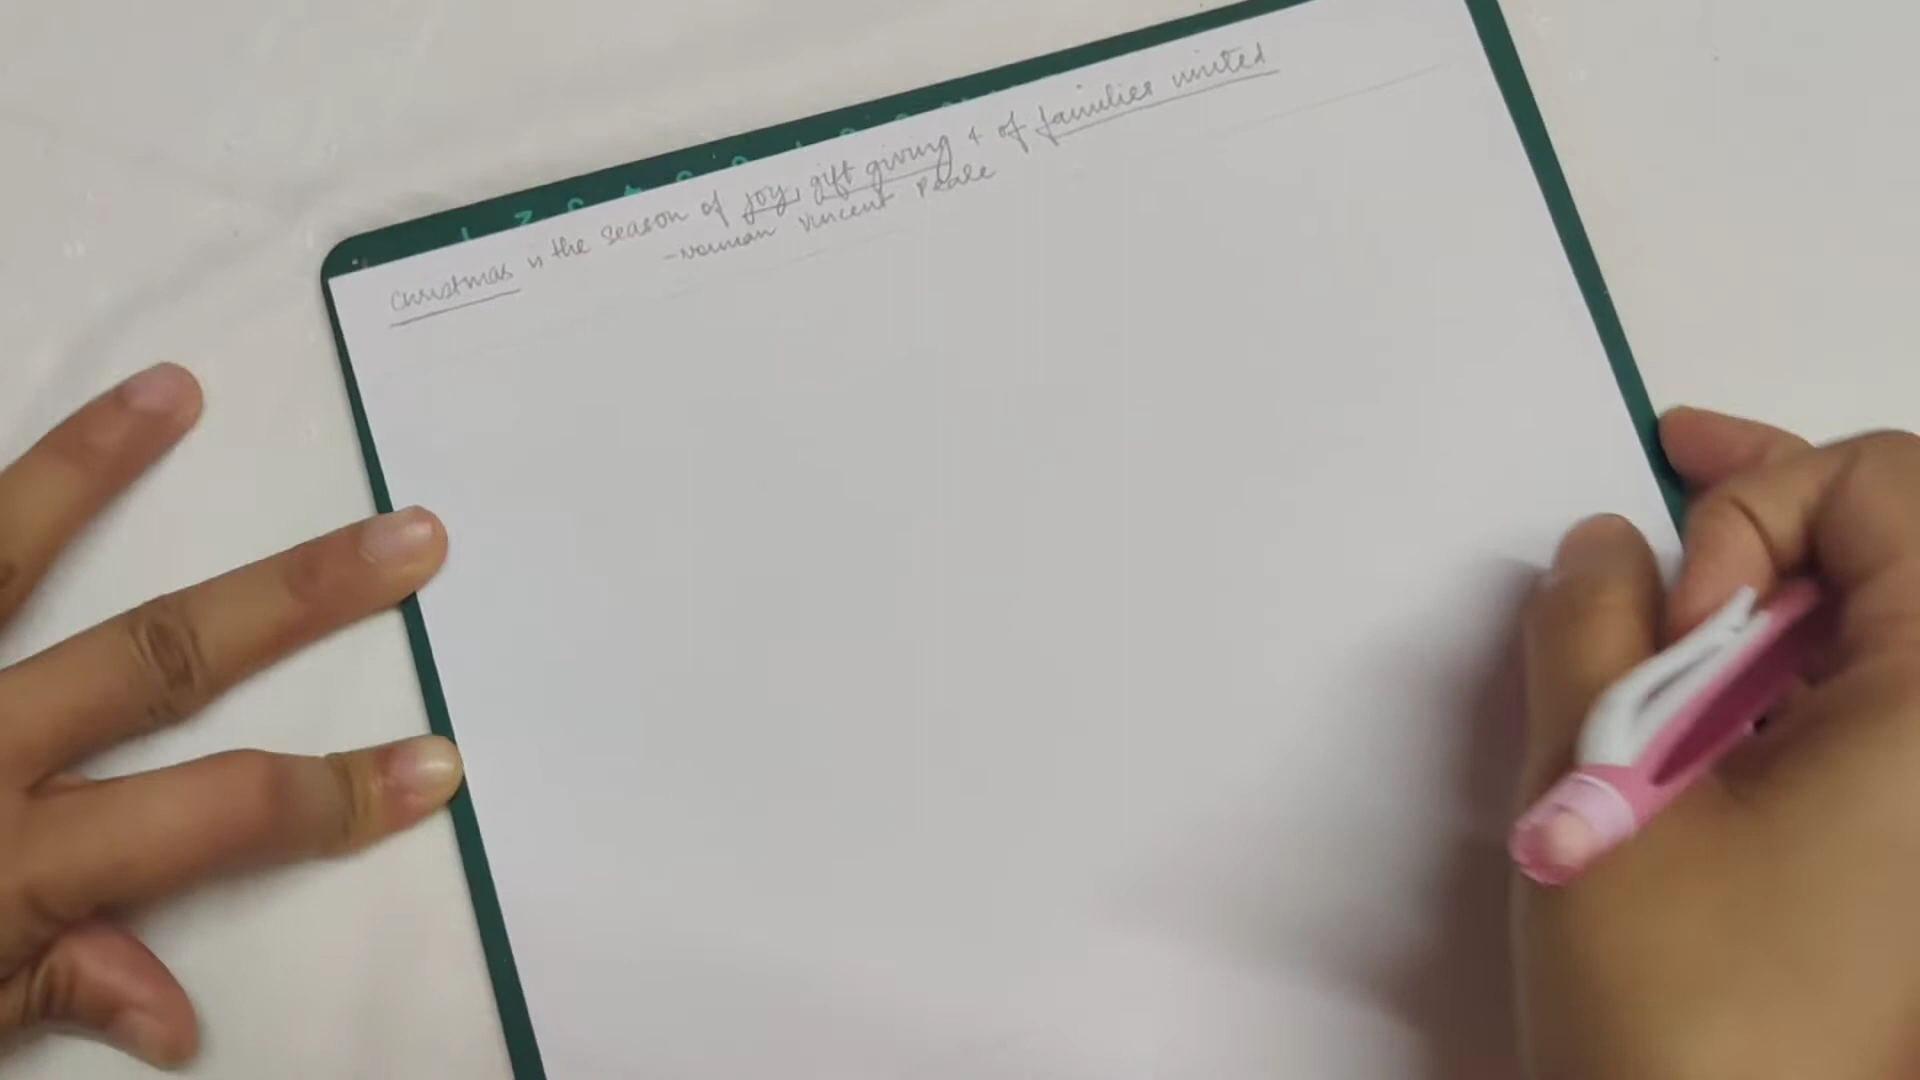 Christmas is the season of joy, gift giving & of families united
- Norman Vincent Peale